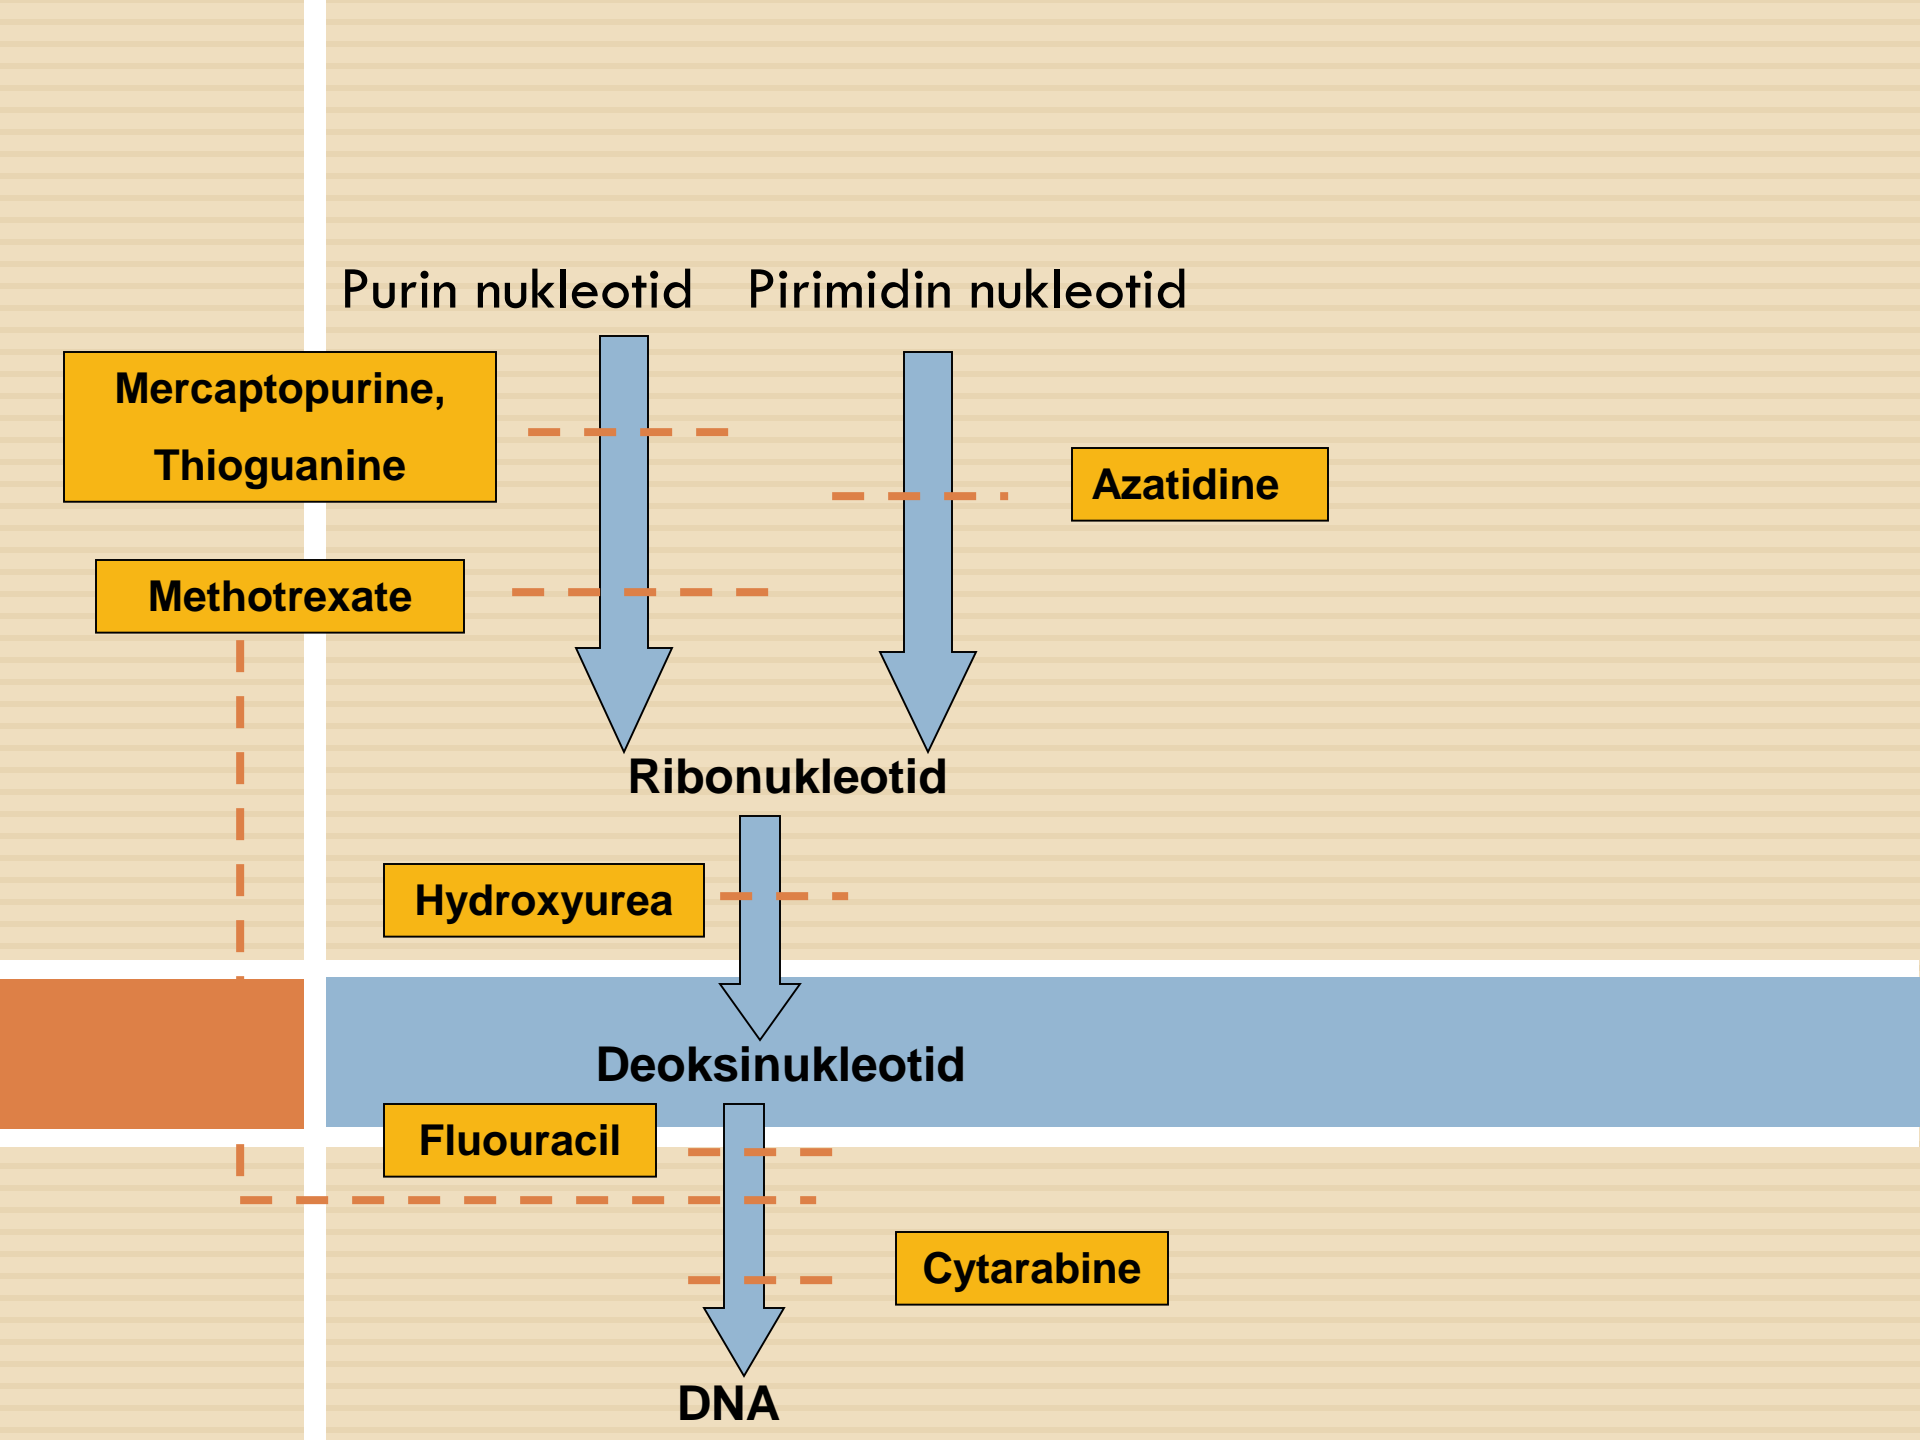 Purin nukleotid Pirimidin nukleotid
Mercaptopurine,
Thioguanine
Azatidine
Methotrexate
Ribonukleotid
Hydroxyurea
Deoksinukleotid
Fluouracil
Cytarabine
DNA